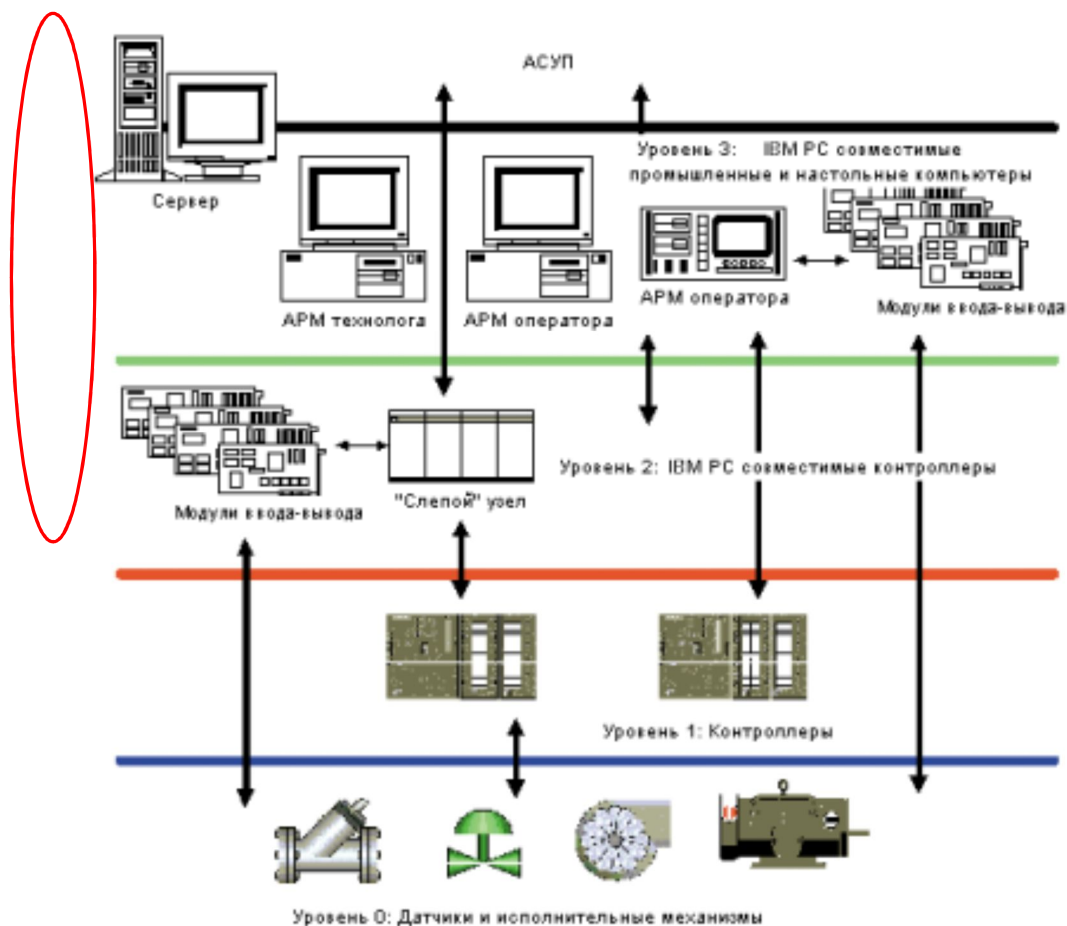 АСУП
Уровень 3: IBM PC совместимые
промышленные и настольные компьютеры
Сервер
АРМ технолога
АРМ оператора
АРМ оператора
Модули ввода-вывода
Уровень 2: IBM PC совместимые контроллеры
"Слепой" узел
Модули ввода-вывода
Уровень 1: Контроллеры
Уровень 0: Датчики и исполнительные механизмы